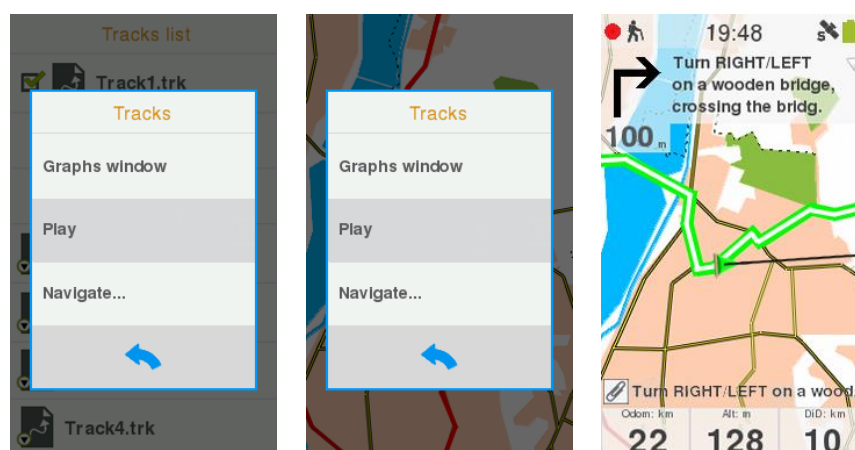 Tracks list
Track1.trk
Tracks
Graphs window
Play
Navigate...
Track4.trk
Tracks
Graphs window
Play
Navigate...
19:48
S
Turn RIGHT/LEFT
on a wooden bridge,
crossing the bridg.
100 m
Turn RIGHT/LEFT on a wood
Odom: km
Alt: m
DiD: km
22
128
10